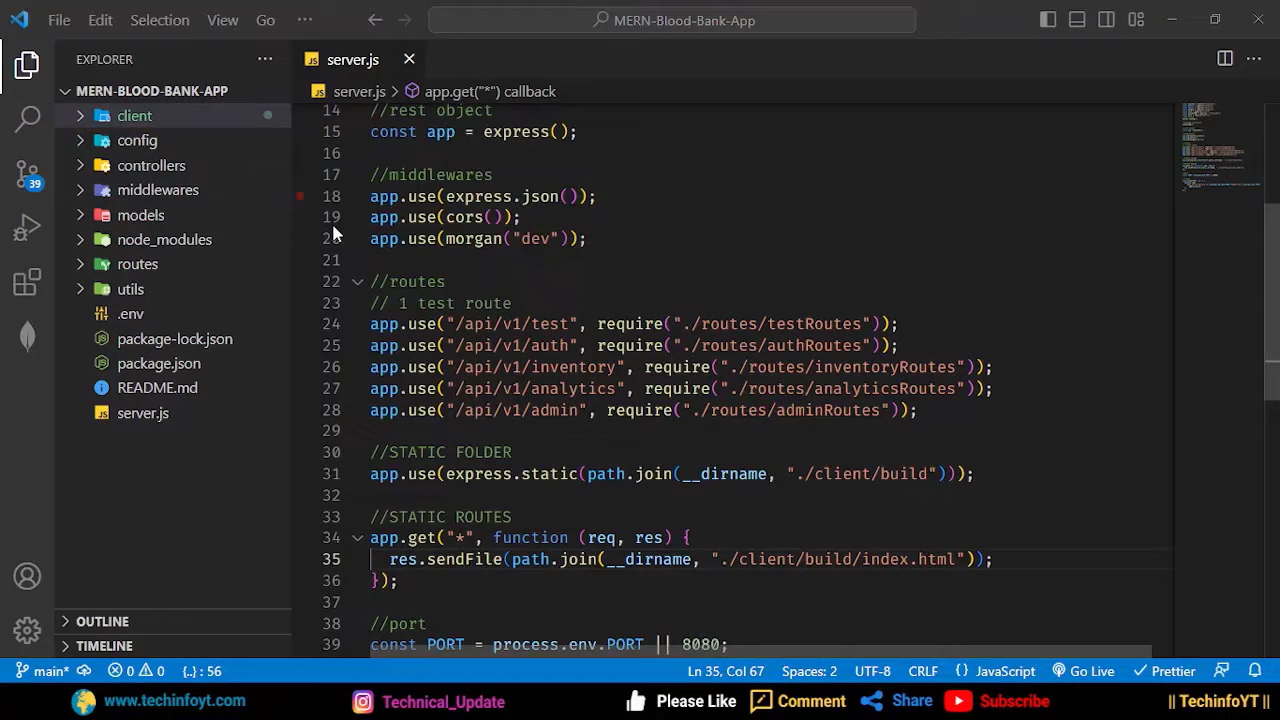 File Edit Selection View Go ··· MERN-Blood-Bank-App
EXPLORER ···
MERN-BLOOD-BANK-APP
client
config
controllers
middlewares
models
node_modules
routes
utils
.env
package-lock.json
package.json
README.md
server.js
OUTLINE
TIMELINE
39
server.js
server.js > app.get("*") callback
14 //rest object
15 const app = express();
16
17 //middlewares
18 app.use(express.json());
19 app.use(cors());
20 app.use(morgan("dev"));
21
22 //routes
23 // 1 test route
24 app.use("/api/v1/test", require("./routes/testRoutes"));
25 app.use("/api/v1/auth", require("./routes/authRoutes"));
26 app.use("/api/v1/inventory", require("./routes/inventoryRoutes"));
27 app.use("/api/v1/analytics", require("./routes/analyticsRoutes"));
28 app.use("/api/v1/admin", require("./routes/adminRoutes"));
29
30 //STATIC FOLDER
31 app.use(express.static(path.join(__dirname, "./client/build")));
32
33 //STATIC ROUTES
34 app.get("*", function (req, res) {
35 res.sendFile(path.join(__dirname, "./client/build/index.html"));
36 });
37
38 //port
39 const PORT = process.env.PORT || 8080;
main* 0 0 {..} : 56 Ln 35, Col 67 Spaces: 2 UTF-8 CRLF {} JavaScript Go Live Prettier
www.techinfoyt.com Technical_Update Please Like Comment Share Subscribe || TechinfoYT ||